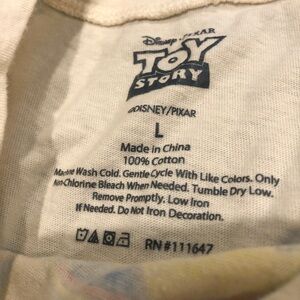 Disney PIXAR
TOY
STORY
©DISNEY/PIXAR
L
Made in China
100% Cotton
Machine Wash Cold. Gentle Cycle With Like Colors. Only
Non-Chlorine Bleach When Needed. Tumble Dry Low.
Remove Promptly. Low Iron
If Needed. Do Not Iron Decoration.
RN#111647